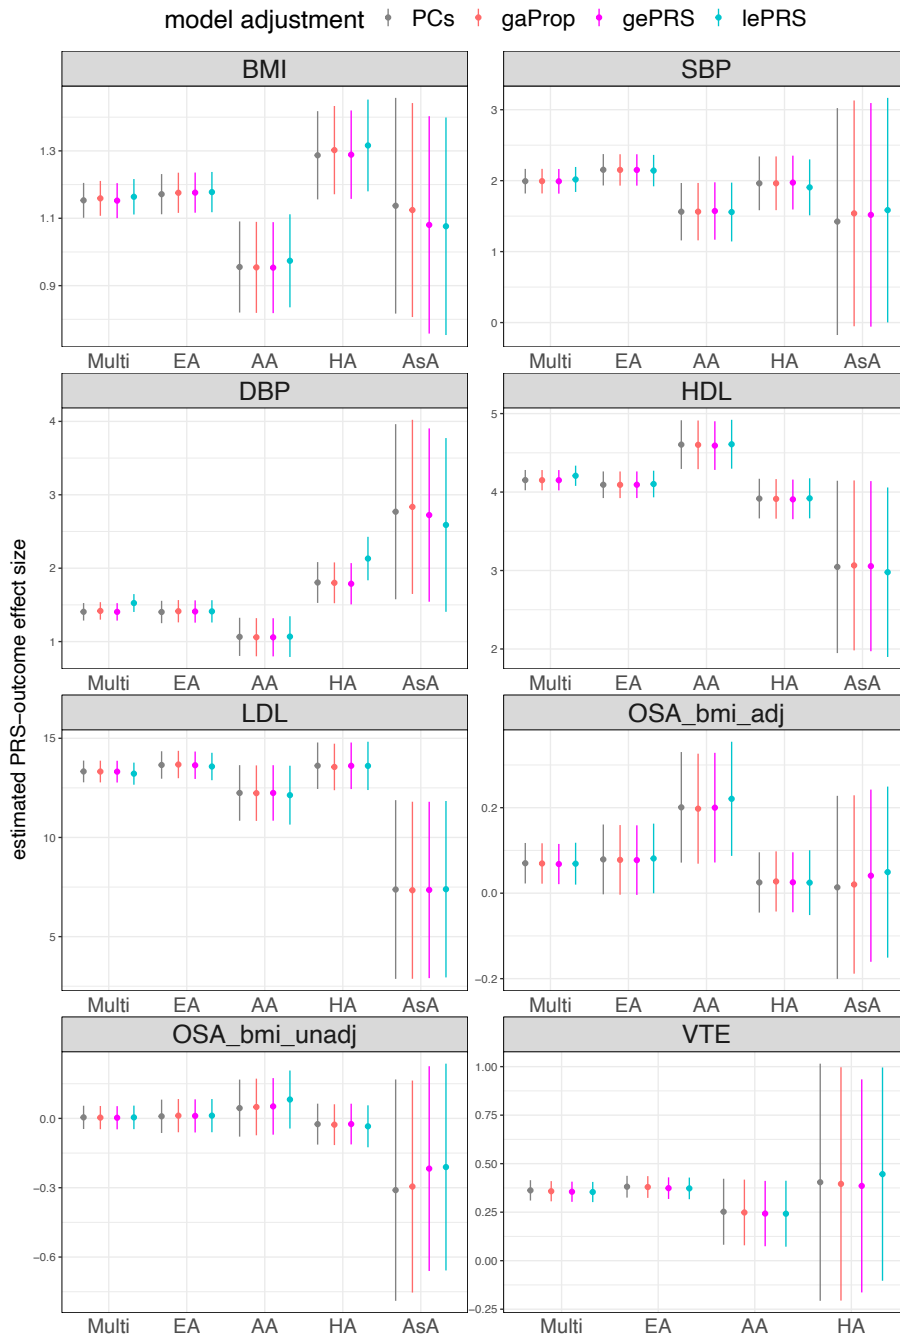 model adjustment PCs gaProp gePRS lePRS
estimated PRS−outcome effect size
BMI
1.3
1.1
0.9
Multi EA AA HA AsA
SBP
3
2
1
0
Multi EA AA HA AsA
DBP
4
3
2
1
Multi EA AA HA AsA
HDL
5
4
3
2
Multi EA AA HA AsA
LDL
15
10
5
Multi EA AA HA AsA
OSA_bmi_adj
0.2
0.0
−0.2
Multi EA AA HA AsA
OSA_bmi_unadj
0.0
−0.3
−0.6
Multi EA AA HA AsA
VTE
1.00
0.75
0.50
0.25
0.00
−0.25
Multi EA AA HA